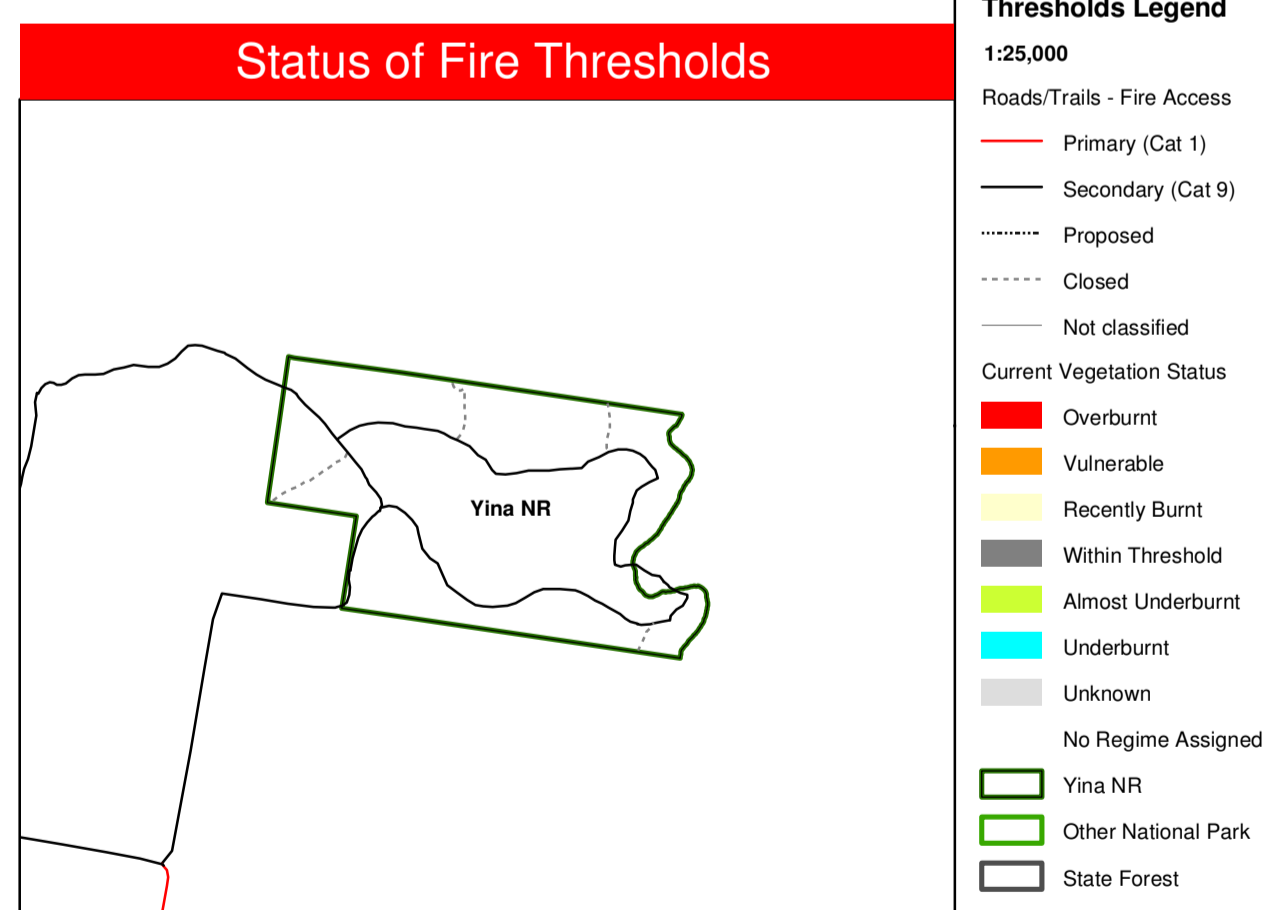 Status of Fire Thresholds
Yina NR
Thresholds Legend
1:25,000
Roads/Trails - Fire Access
Primary (Cat 1)
Secondary (Cat 9)
Proposed
Closed
Not classified
Current Vegetation Status
Overburnt
Vulnerable
Recently Burnt
Within Threshold
Almost Underburnt
Underburnt
Unknown
No Regime Assigned
Yina NR
Other National Park
State Forest